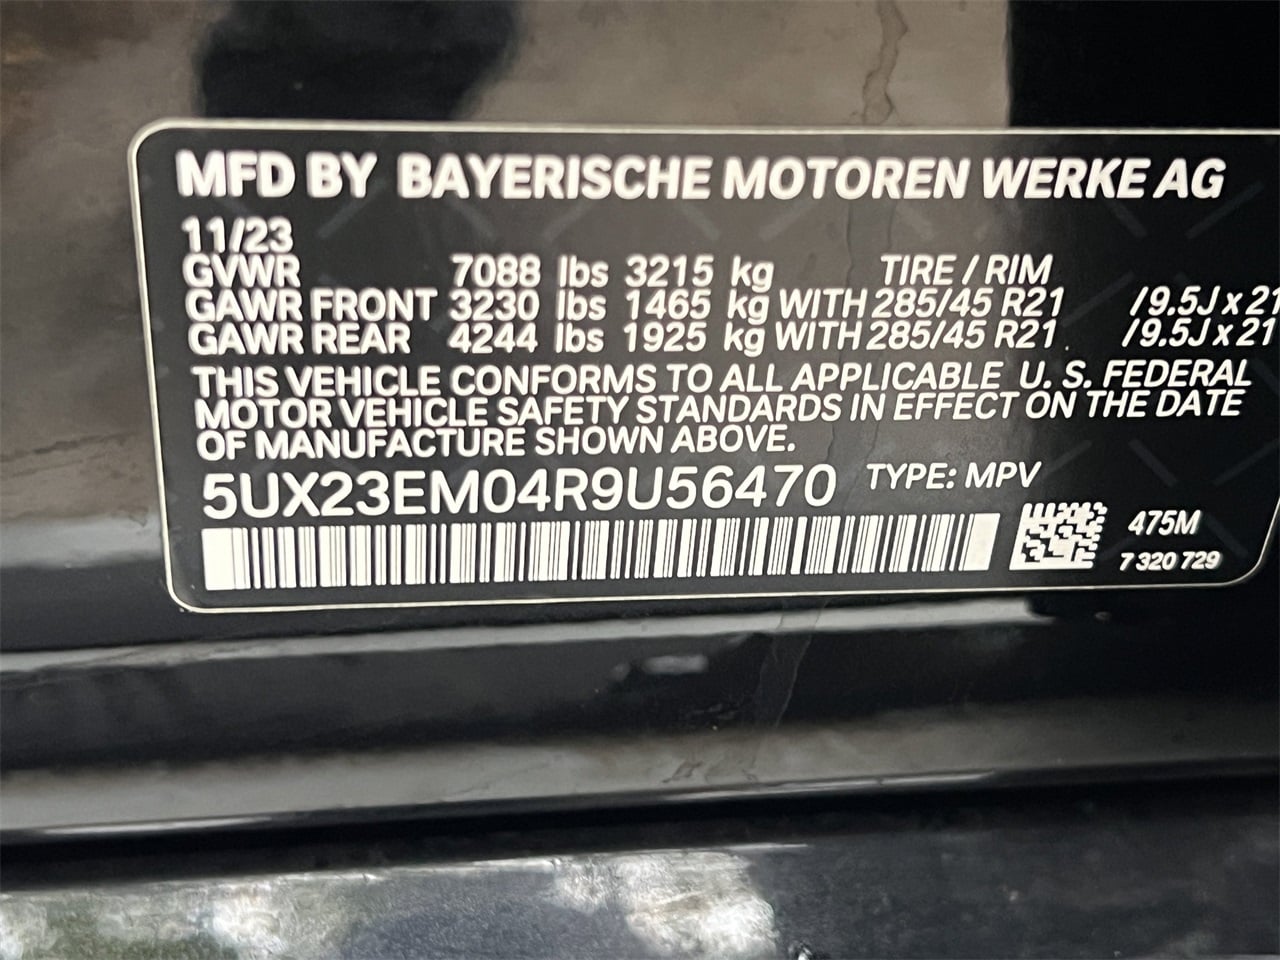 MFD BY BAYERISCHE MOTOREN WERKE AG
11/23
GVWR 7088 lbs 3215 kg TIRE / RIM
GAWR FRONT 3230 lbs 1465 kg WITH 285/45 R21 /9.5J x 21
GAWR REAR 4244 lbs 1925 kg WITH 285/45 R21 /9.5J x 21
THIS VEHICLE CONFORMS TO ALL APPLICABLE U. S. FEDERAL
MOTOR VEHICLE SAFETY STANDARDS IN EFFECT ON THE DATE
OF MANUFACTURE SHOWN ABOVE.
5UX23EM04R9U56470 TYPE: MPV
475M
7 320 729